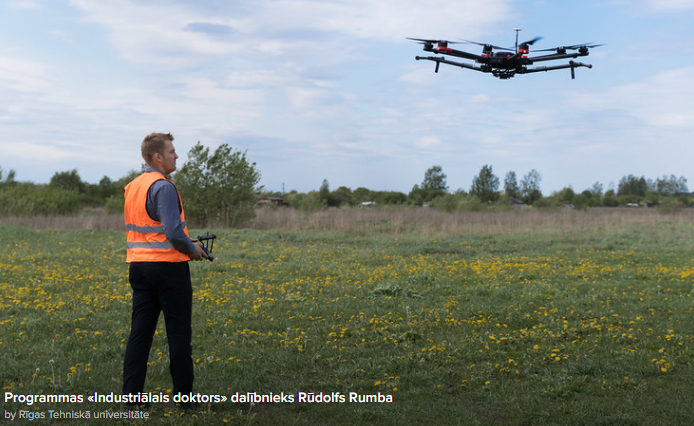 Programmas «Industriālais doktors» dalībnieks Rūdolfs Rumba
by Rīgas Tehniskā universitāte